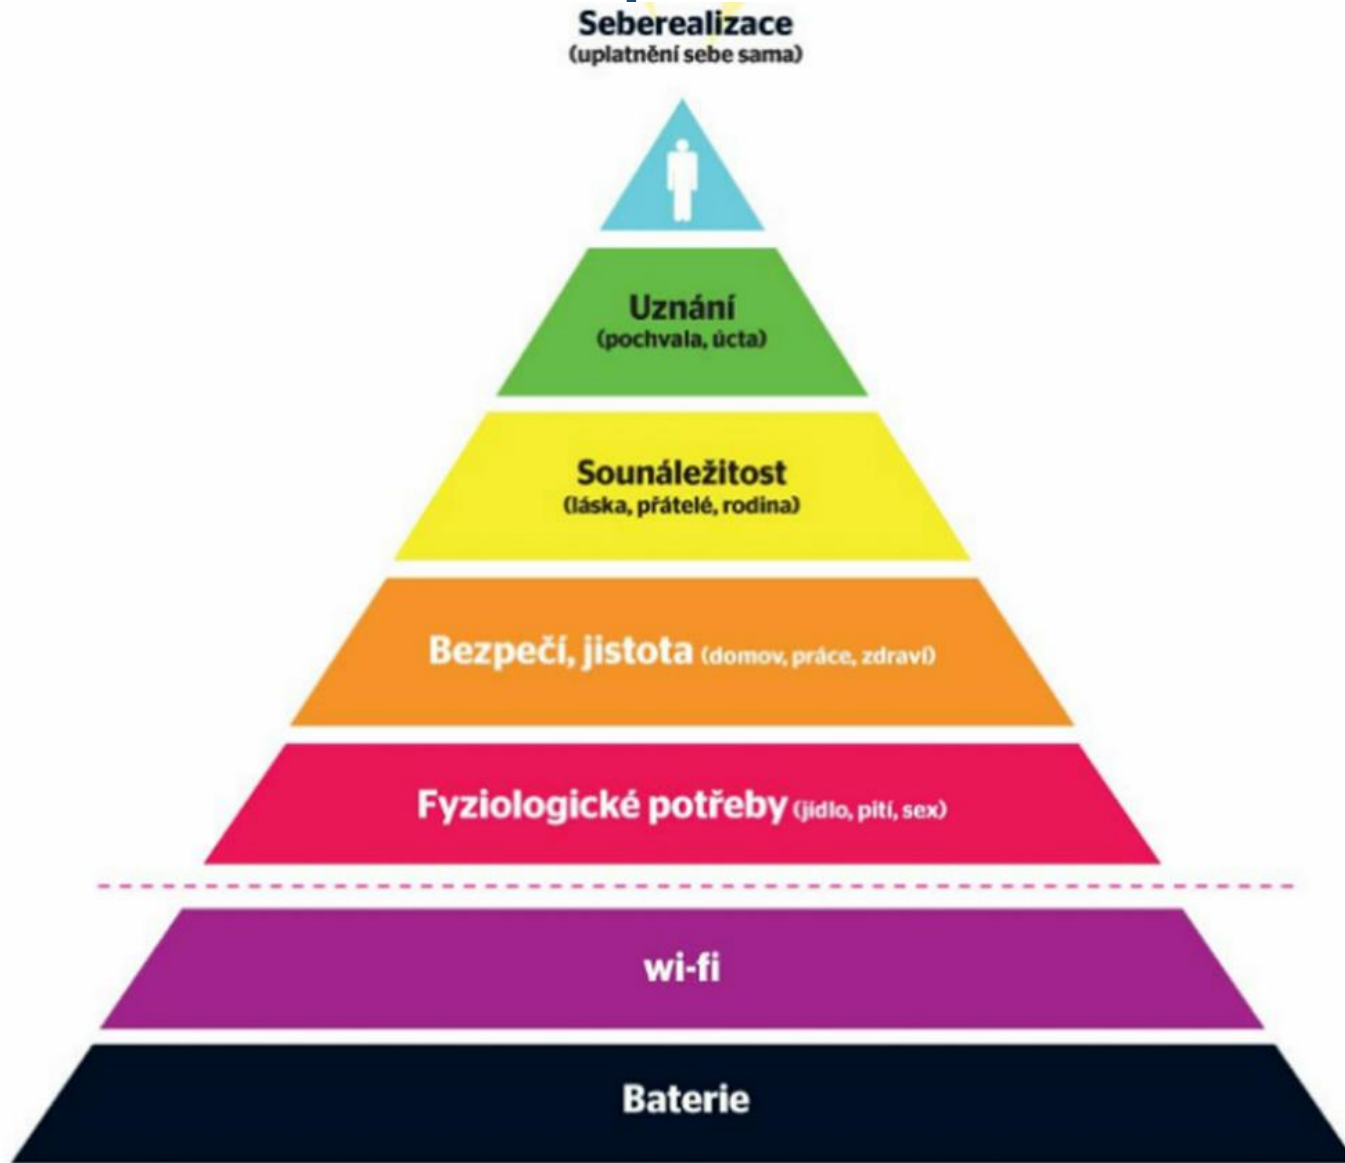 Seberealizace
(uplatnění sebe sama)
Uznání
(pochvala, úcta)
Sounáležitost
(láska, přátelé, rodina)
Bezpečí, jistota (domov, práce, zdraví)
Fyziologické potřeby (jídlo, pití, sex)
wi-fi
Baterie